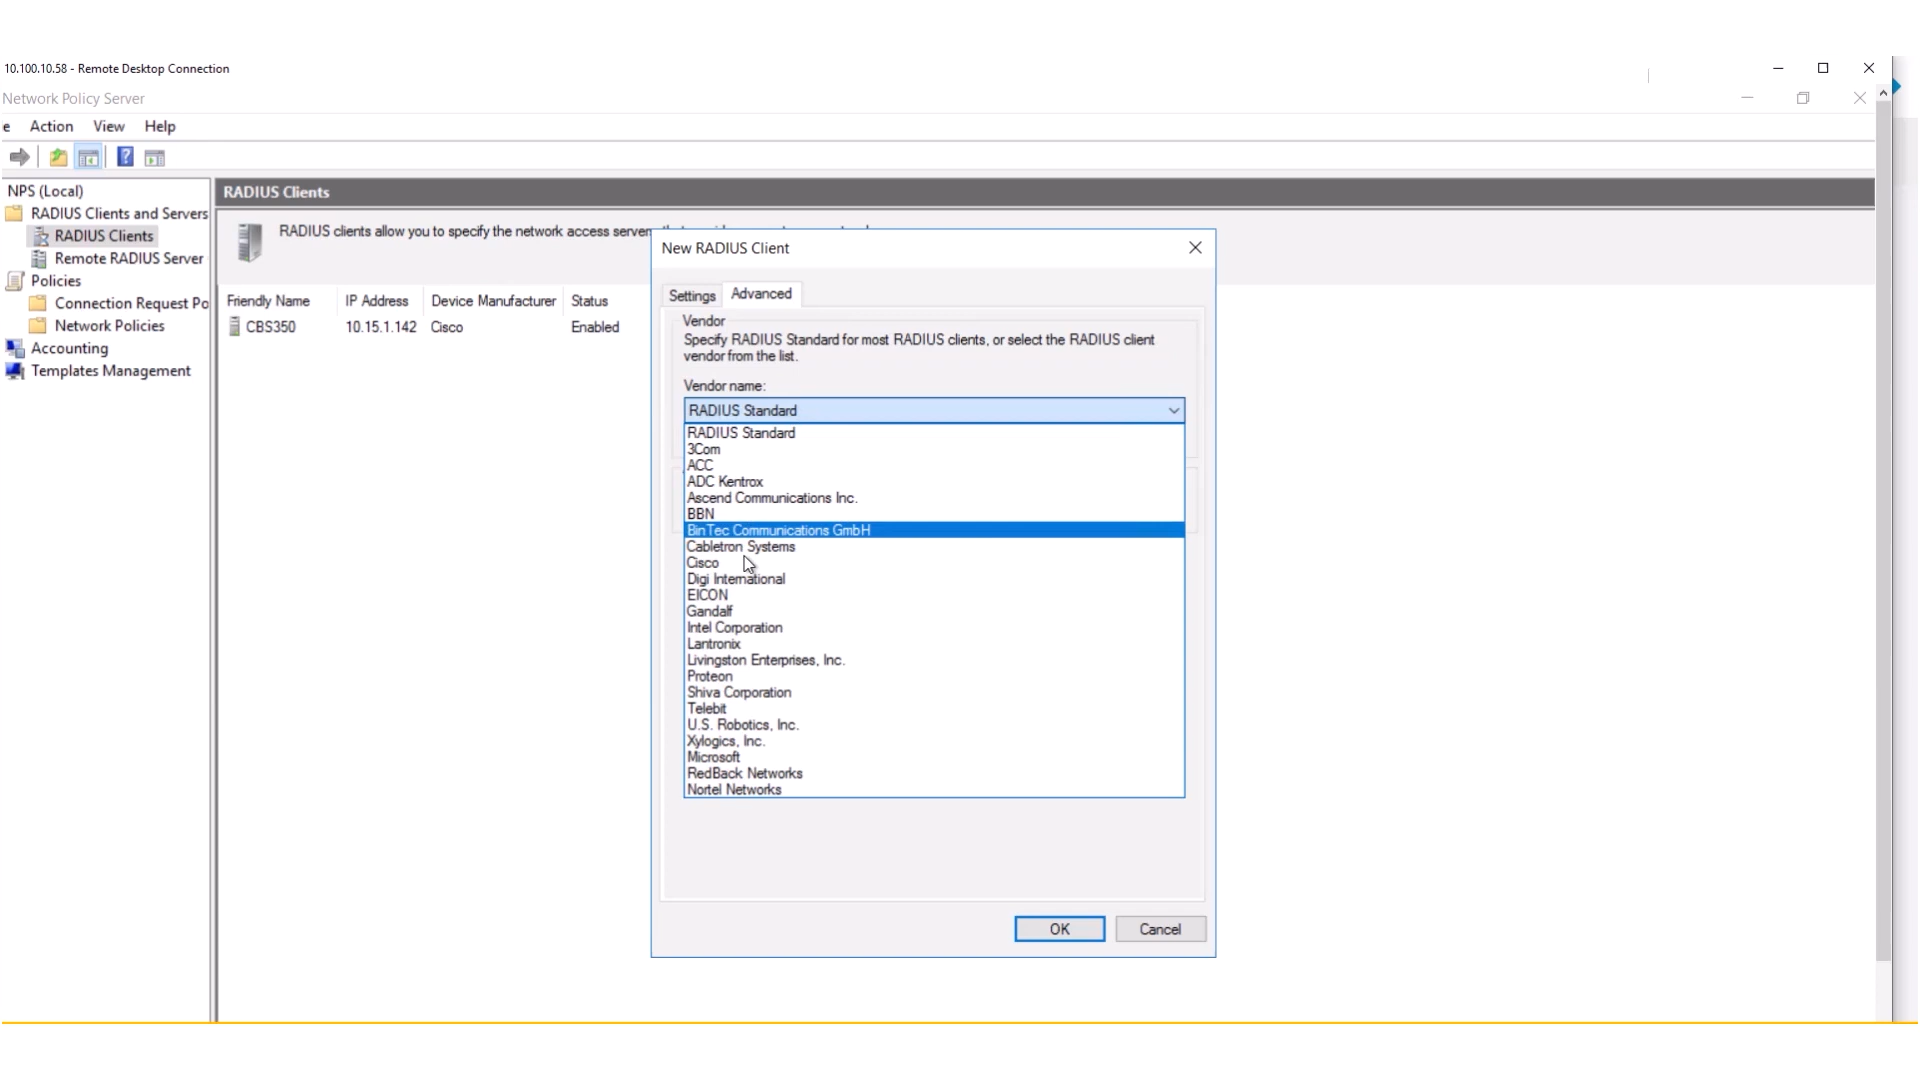 10.100.10.58 - Remote Desktop Connection
Network Policy Server
e Action View Help
NPS (Local)
RADIUS Clients and Servers
RADIUS Clients
Remote RADIUS Server
Policies
Connection Request Po
Network Policies
Accounting
Templates Management
RADIUS Clients
RADIUS clients allow you to specify the network access server
Friendly Name IP Address Device Manufacturer Status
CBS350 10.15.1.142 Cisco Enabled
New RADIUS Client
Settings Advanced
Vendor
Specify RADIUS Standard for most RADIUS clients, or select the RADIUS client
vendor from the list.
Vendor name:
RADIUS Standard
RADIUS Standard
3Com
ACC
ADC Kentrox
Ascend Communications Inc.
BBN
BinTec Communications GmbH
Cabletron Systems
Cisco
Digi International
EICON
Gandalf
Intel Corporation
Lantronix
Livingston Enterprises, Inc.
Proteon
Shiva Corporation
Telebit
U.S. Robotics, Inc.
Xylogics, Inc.
Microsoft
RedBack Networks
Nortel Networks
OK Cancel